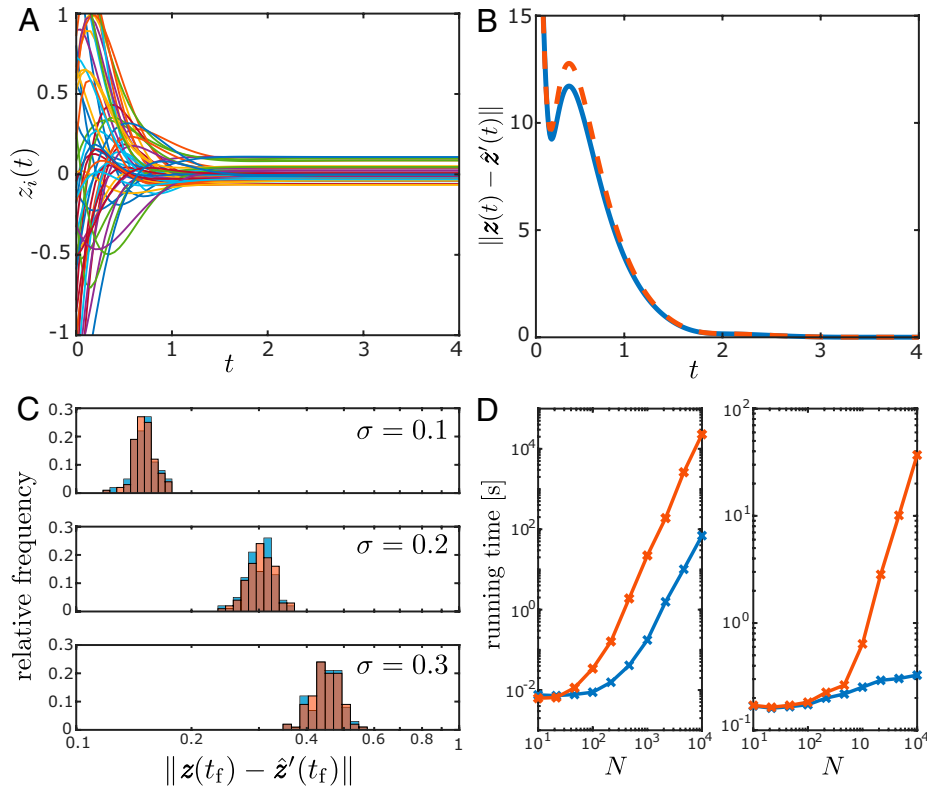 A
1
0.5
0
-0.5
-1
z_i(t)
0 1 2 3 4
t
B
15
10
5
0
‖z(t) − ẑ′(t)‖
0 1 2 3 4
t
C
relative frequency
0.3
0.2
0.1
0
σ = 0.1
0.3
0.2
0.1
0
σ = 0.2
0.3
0.2
0.1
0
σ = 0.3
0.1 0.2 0.4 0.6 0.8 1
‖z(t_f) − ẑ′(t_f)‖
D
running time [s]
10^4
10^2
10^0
10^-2
10^1 10^2 10^3 10^4
N
10^2
10^1
10^0
10^-1
10^1 10^2 10^3 10^4
N